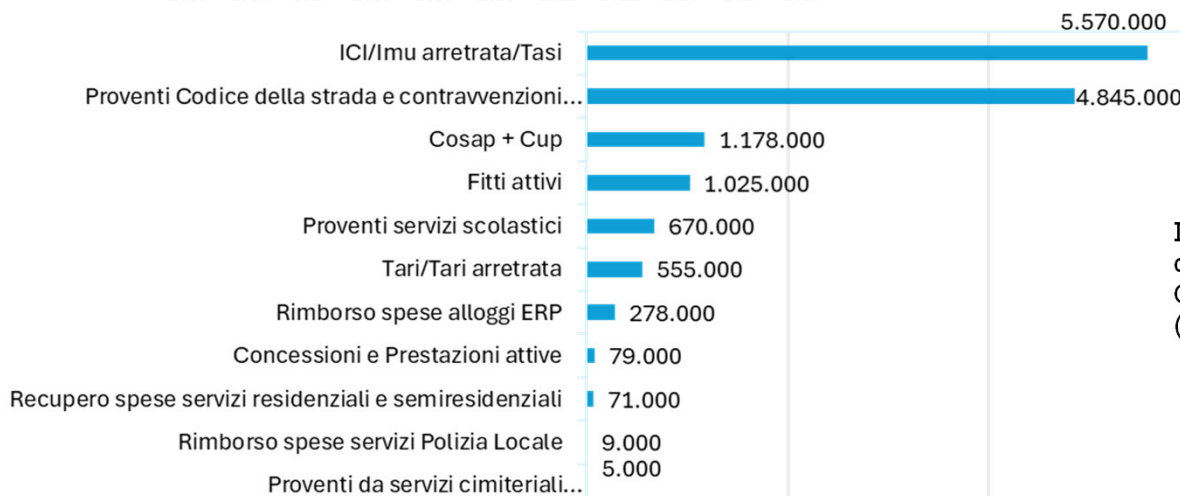 5.570.000
ICI/Imu arretrata/Tasi
Proventi Codice della strada e contravvenzioni... 4.845.000
Cosap + Cup 1.178.000
Fitti attivi 1.025.000
Proventi servizi scolastici 670.000
Tari/Tari arretrata 555.000
Rimborso spese alloggi ERP 278.000
Concessioni e Prestazioni attive 79.000
Recupero spese servizi residenziali e semiresidenziali 71.000
Rimborso spese servizi Polizia Locale 9.000
5.000
Proventi da servizi cimiteriali...